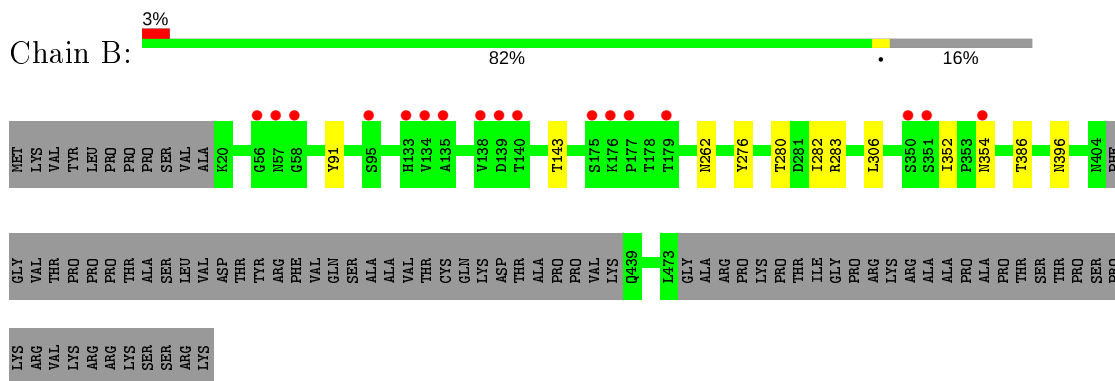 3%
Chain B:
82%
•
16%
MET LYS VAL TYR LEU PRO PRO PRO SER VAL ALA K20 G56 N57 G58 Y91 S95 H133 V134 A135 V138 D139 T140 T143 S175 K176 P177 T178 T179 N262 Y276 T280 D281 I282 R283 L306 S350 S351 I352 P353 N354 T386 N396 N404 PHE
GLY VAL THR PRO PRO PRO THR ALA SER LEU VAL ASP THR TYR ARG PHE VAL GLN SER ALA ALA VAL THR CYS GLN LYS ASP THR ALA PRO PRO VAL LYS Q439 L473 GLY ALA ARG PRO LYS PRO THR ILE GLY PRO ARG LYS ARG ALA ALA PRO ALA PRO THR SER THR PRO SER PRO
LYS ARG VAL LYS ARG ARG LYS SER SER ARG LYS